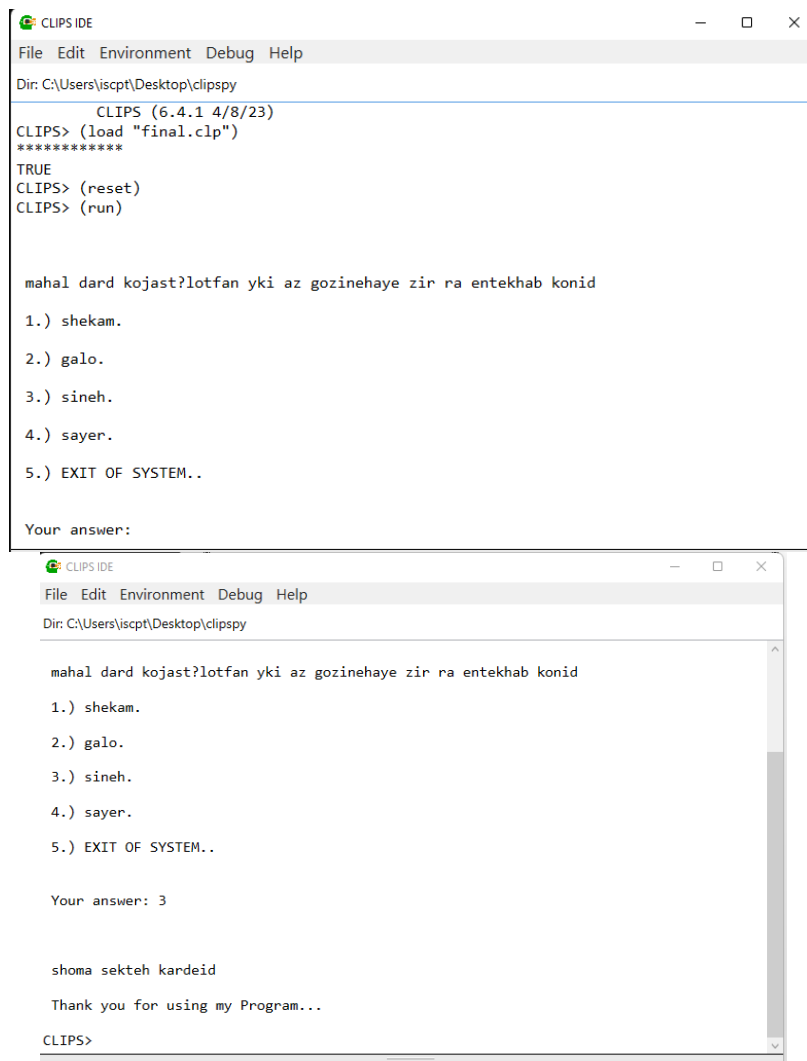 CLIPS IDE
File Edit Environment Debug Help
Dir: C:\Users\iscpt\Desktop\clipspy
CLIPS (6.4.1 4/8/23)
CLIPS> (load "final.clp")
************
TRUE
CLIPS> (reset)
CLIPS> (run)
mahal dard kojast?lotfan yki az gozinehaye zir ra entekhab konid
1.) shekam.
2.) galo.
3.) sineh.
4.) sayer.
5.) EXIT OF SYSTEM..
Your answer:
CLIPS IDE
File Edit Environment Debug Help
Dir: C:\Users\iscpt\Desktop\clipspy
mahal dard kojast?lotfan yki az gozinehaye zir ra entekhab konid
1.) shekam.
2.) galo.
3.) sineh.
4.) sayer.
5.) EXIT OF SYSTEM..
Your answer: 3
shoma sekteh kardeid
Thank you for using my Program...
CLIPS>